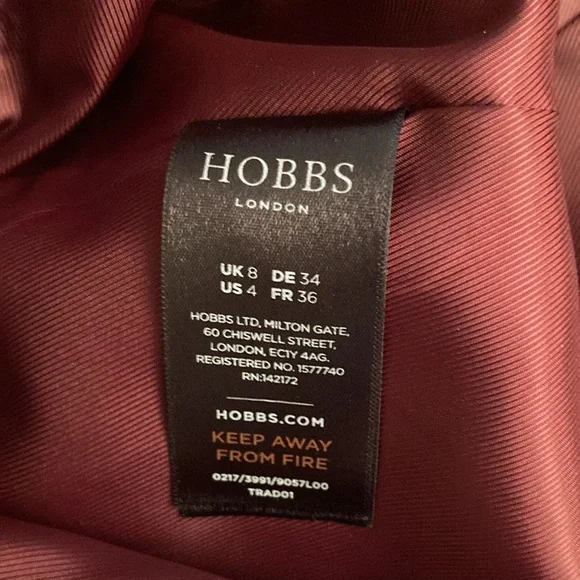 HOBBS
LONDON
UK 8 DE 34
US 4 FR 36
HOBBS LTD, MILTON GATE,
60 CHISWELL STREET,
LONDON, EC1Y 4AG.
REGISTERED NO. 1577740
RN:142172
HOBBS.COM
KEEP AWAY
FROM FIRE
0217/3991/9057L00
TRAD01